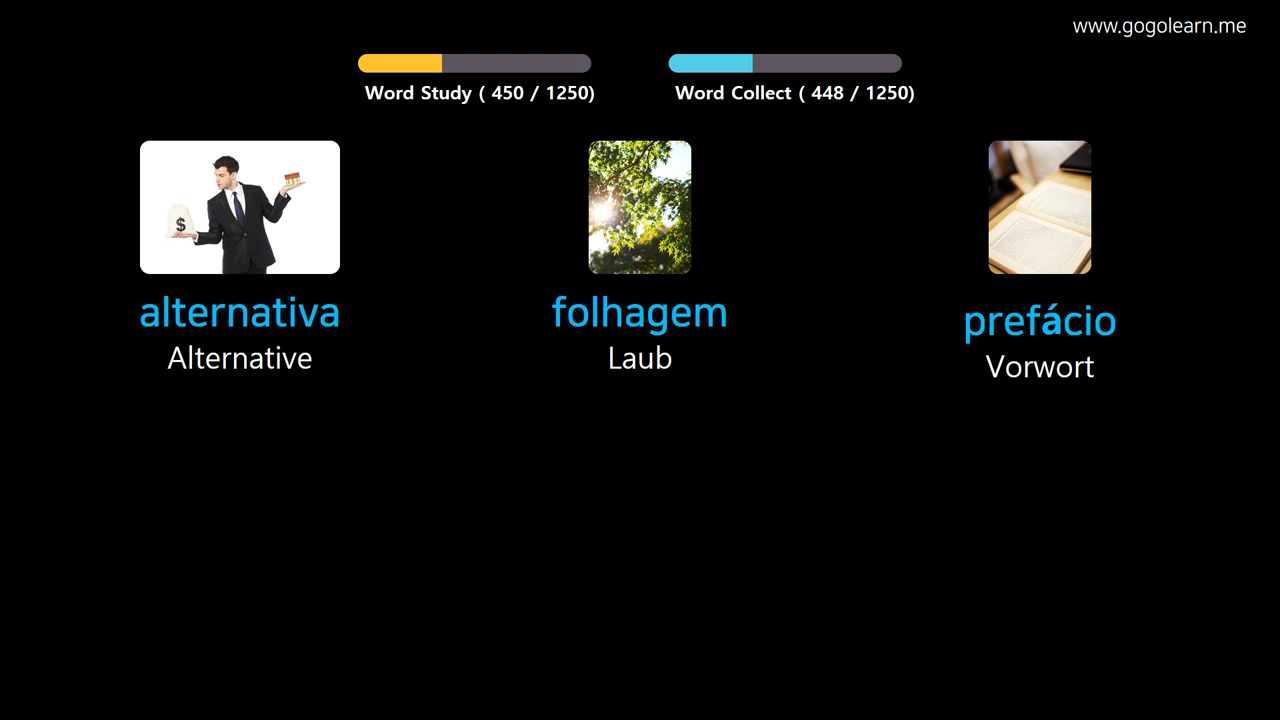 www.gogolearn.me
Word Study ( 450 / 1250)
Word Collect ( 448 / 1250)
$
alternativa
Alternative
folhagem
Laub
prefácio
Vorwort